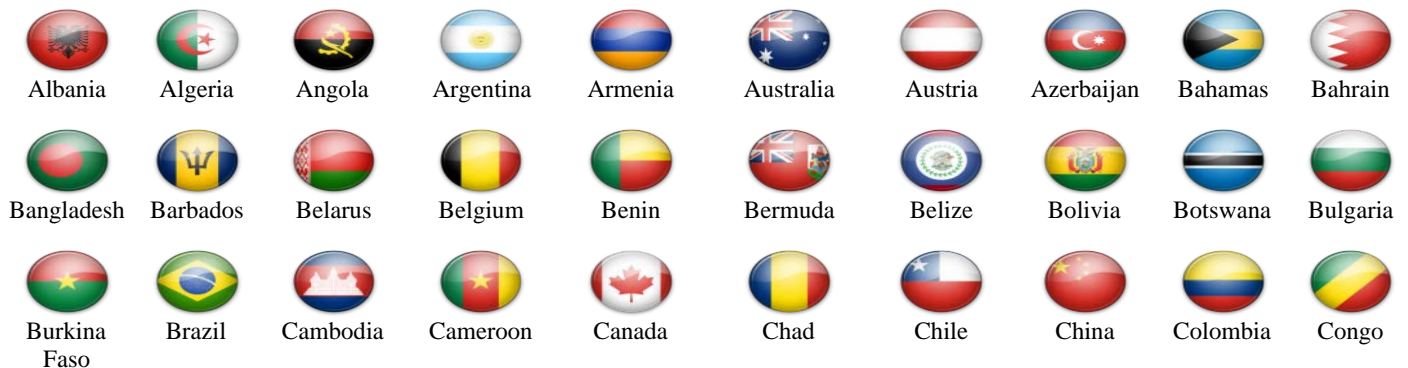 Albania Algeria Angola Argentina Armenia Australia Austria Azerbaijan Bahamas Bahrain
Bangladesh Barbados Belarus Belgium Benin Bermuda Belize Bolivia Botswana Bulgaria
Burkina Brazil Cambodia Cameroon Canada Chad Chile China Colombia Congo
Faso